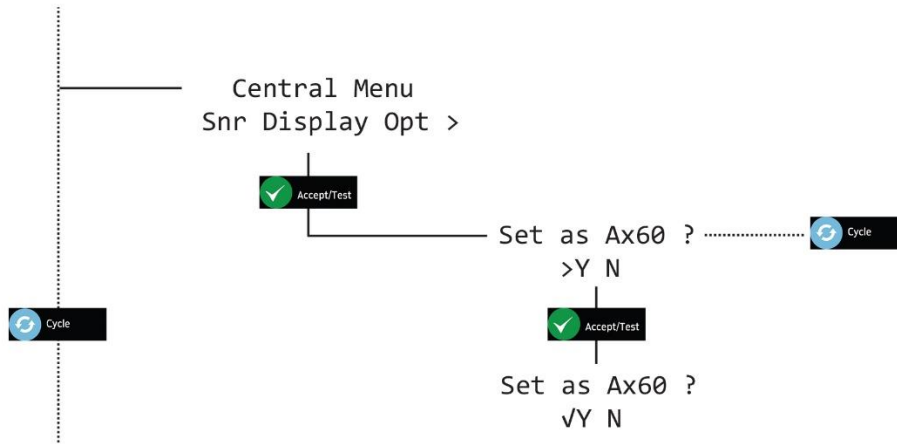 Central Menu
Snr Display Opt >
Accept/Test
Set as Ax60 ?
>Y N
Cycle
Cycle
Accept/Test
Set as Ax60 ?
√Y N